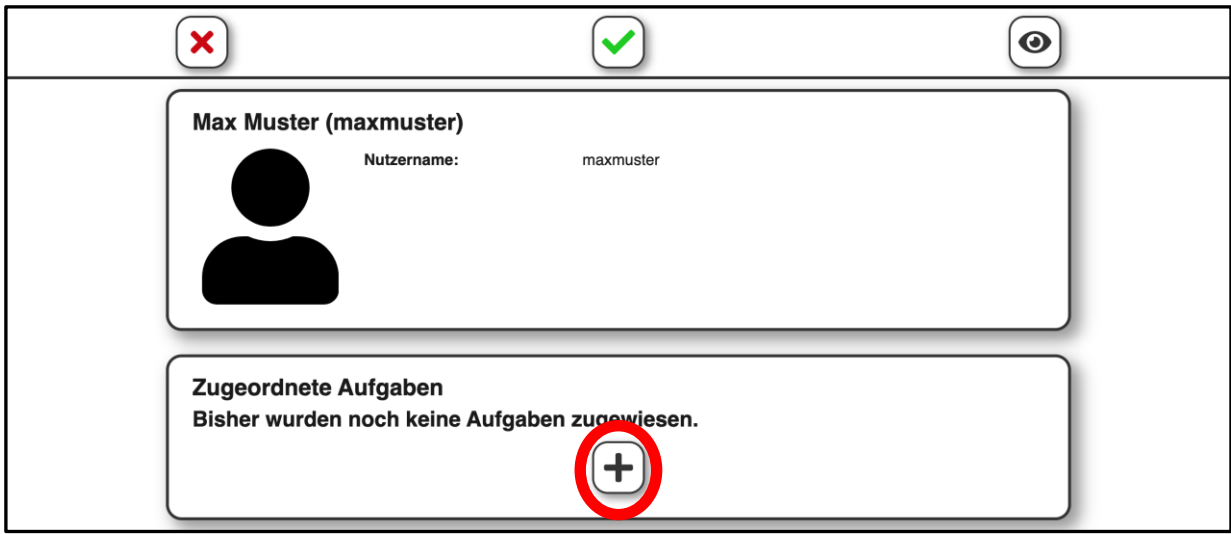 Max Muster (maxmuster)
Nutzername: maxmuster
Zugeordnete Aufgaben
Bisher wurden noch keine Aufgaben zugewiesen.